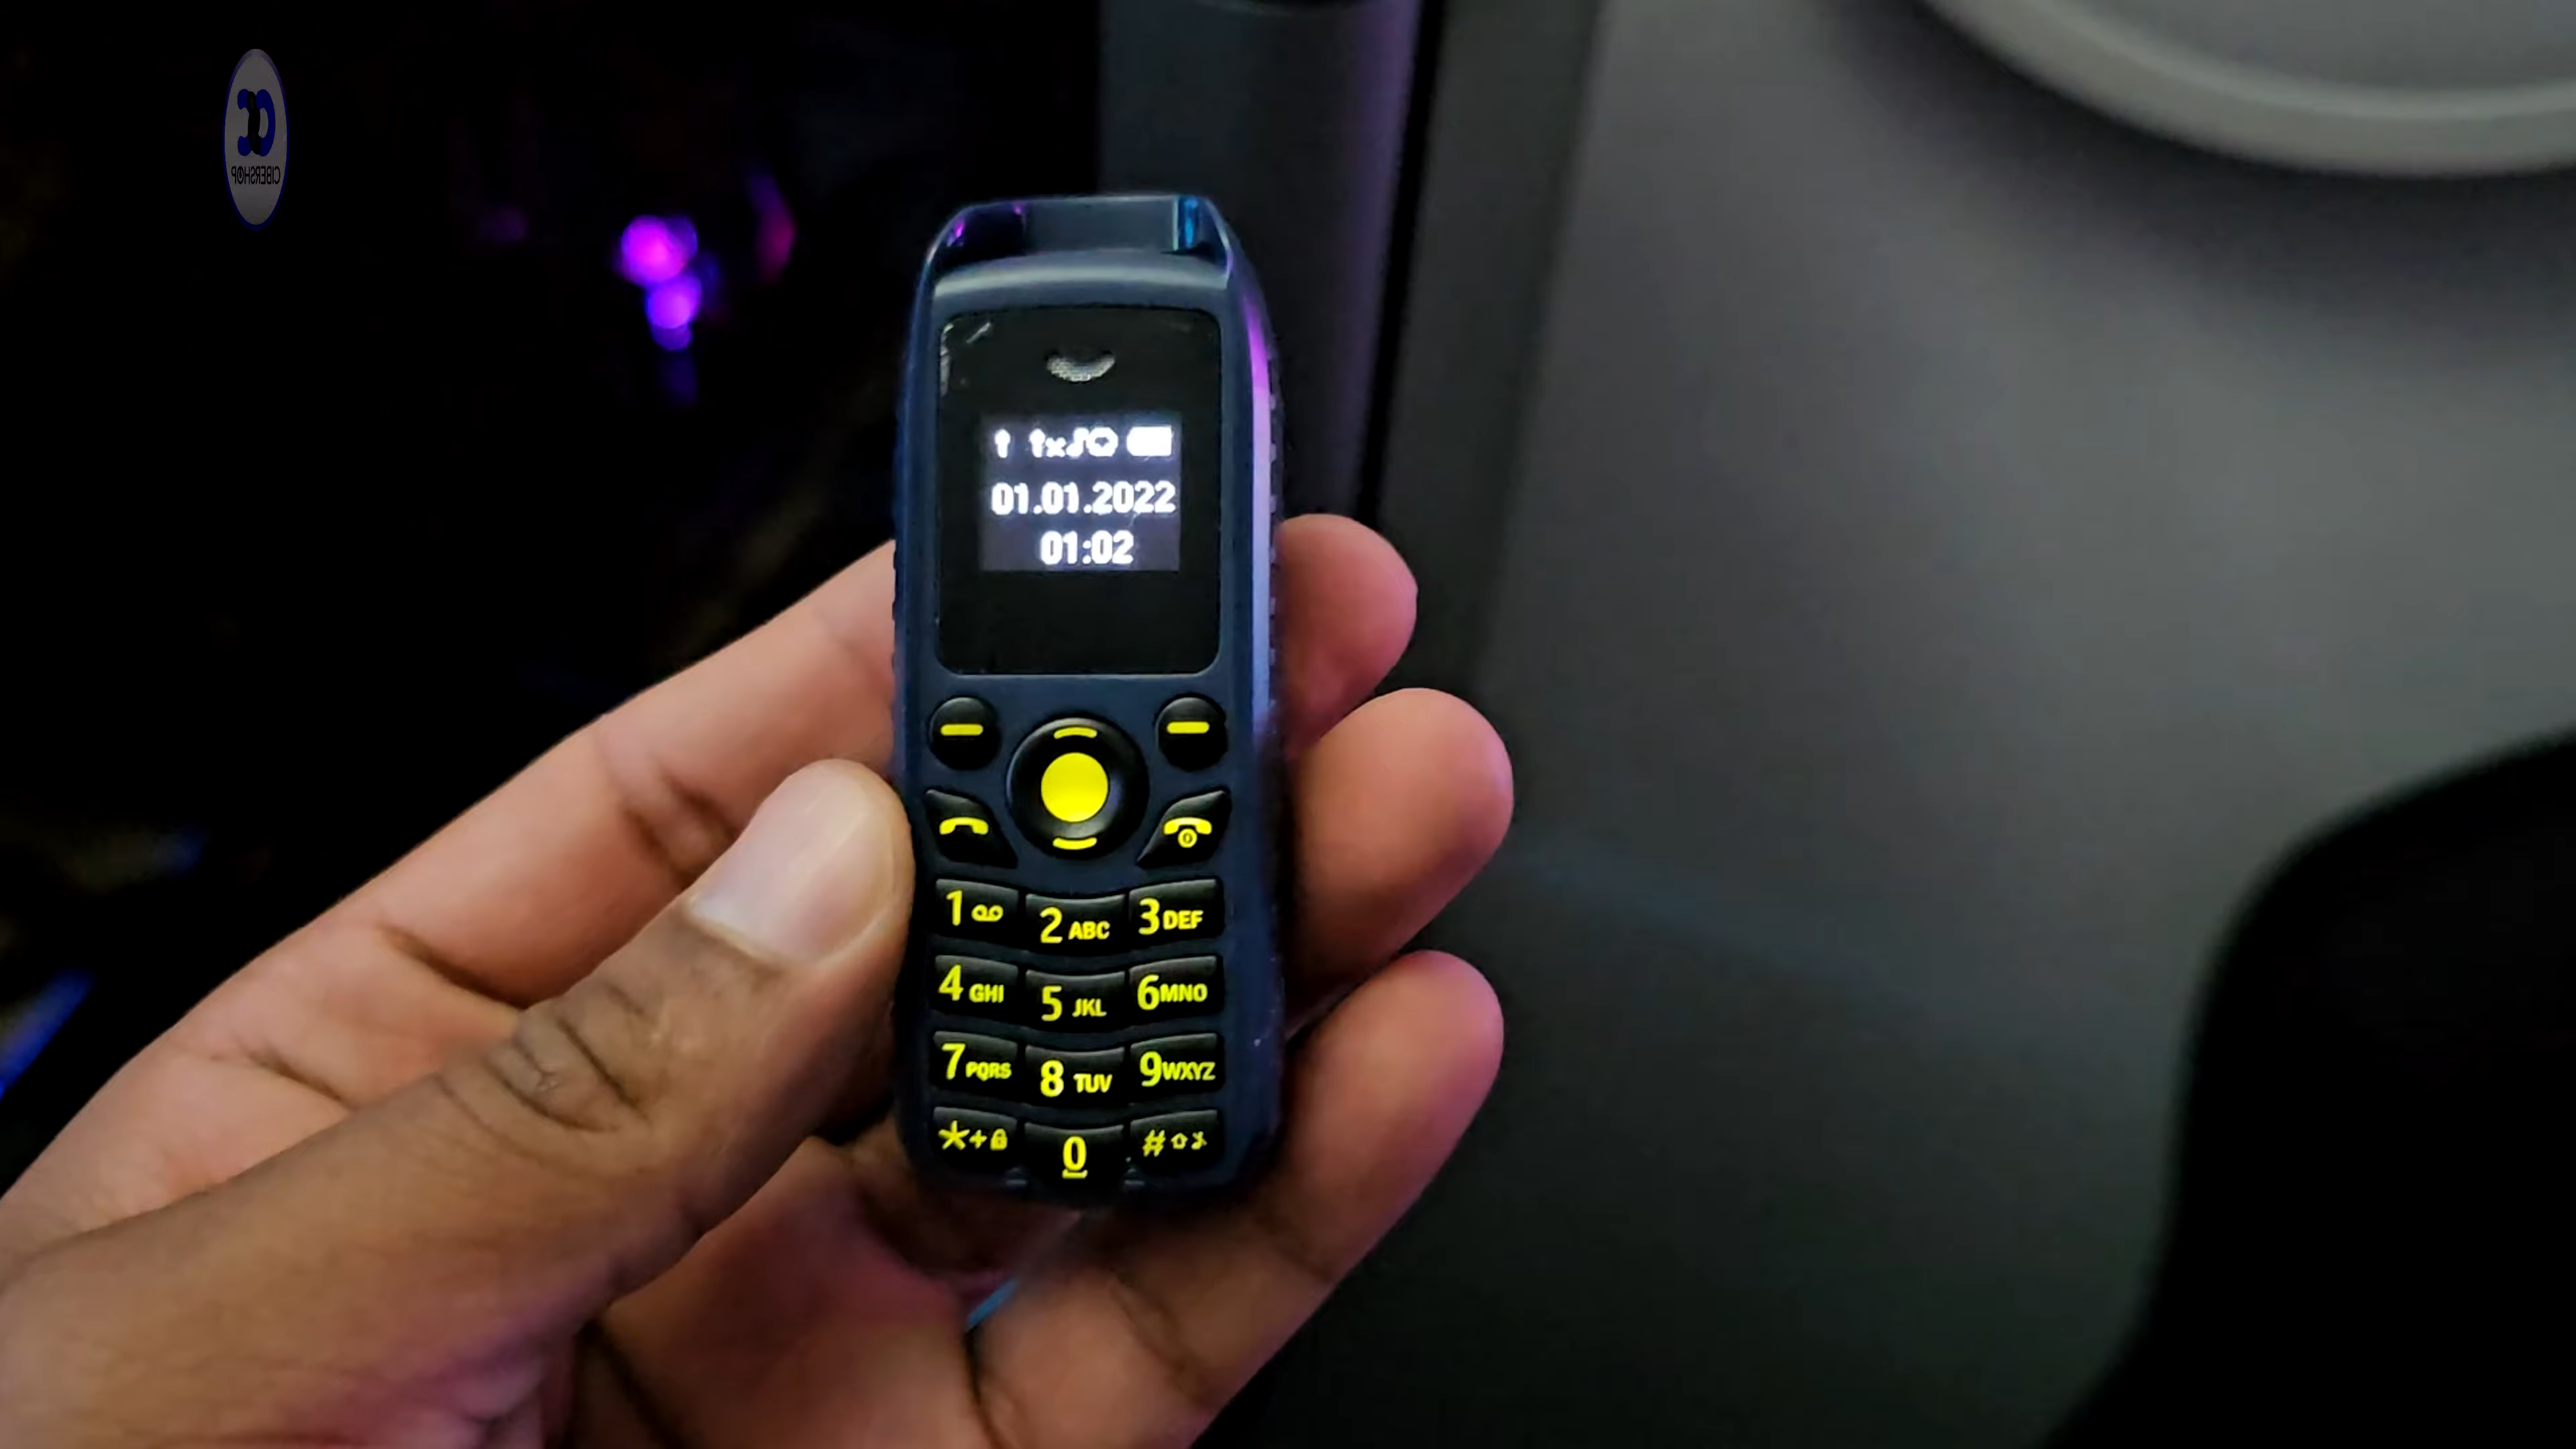 CIBERSHOP
01.01.2022
01:02
1
2 ABC
3 DEF
4 GHI
5 JKL
6 MNO
7 PQRS
8 TUV
9 WXYZ
*+
0
#